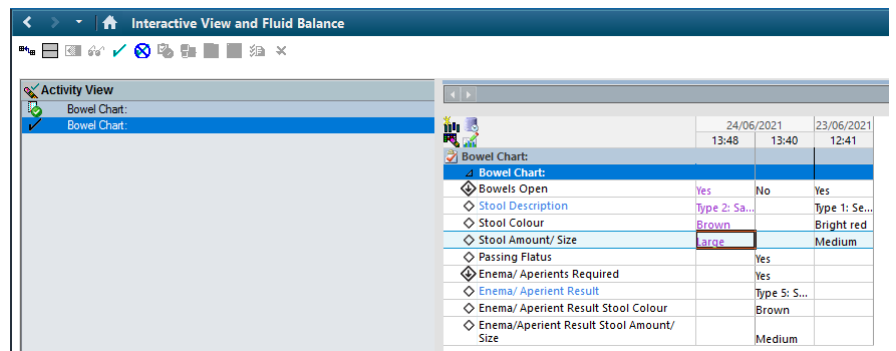 Interactive View and Fluid Balance
Activity View
Bowel Chart:
Bowel Chart:
24/06/2021 23/06/2021
13:48 13:40 12:41
Bowel Chart:
Bowel Chart:
Bowels Open Yes No Yes
Stool Description Type 2: Sa... Type 1: Se...
Stool Colour Brown Bright red
Stool Amount/ Size Large Medium
Passing Flatus Yes
Enema/ Aperients Required Yes
Enema/ Aperient Result Type 5: S...
Enema/ Aperient Result Stool Colour Brown
Enema/Aperient Result Stool Amount/
Size Medium